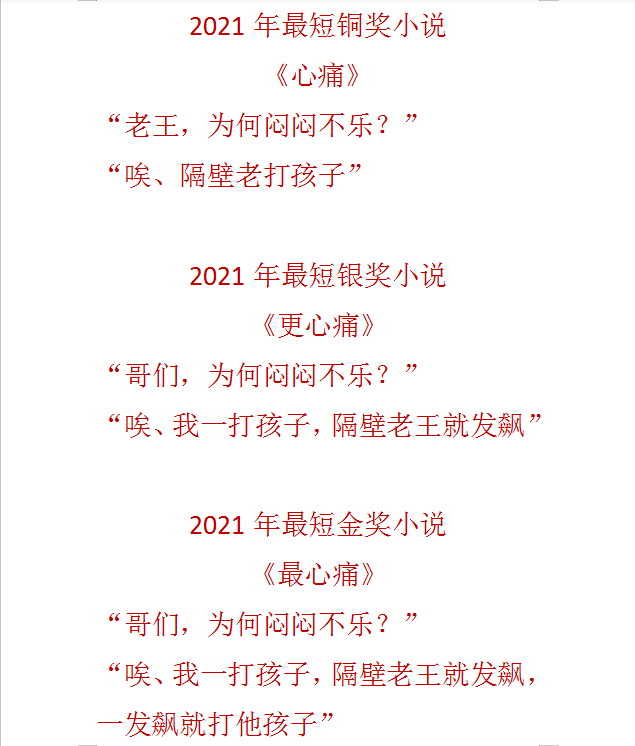 2021 年最短铜奖小说
《心痛》
“老王，为何闷闷不乐？”
“唉、隔壁老打孩子”
2021 年最短银奖小说
《更心痛》
“哥们，为何闷闷不乐？”
“唉、我一打孩子，隔壁老王就发飙”
2021 年最短金奖小说
《最心痛》
“哥们，为何闷闷不乐？”
“唉、我一打孩子，隔壁老王就发飙，
一发飙就打他孩子”